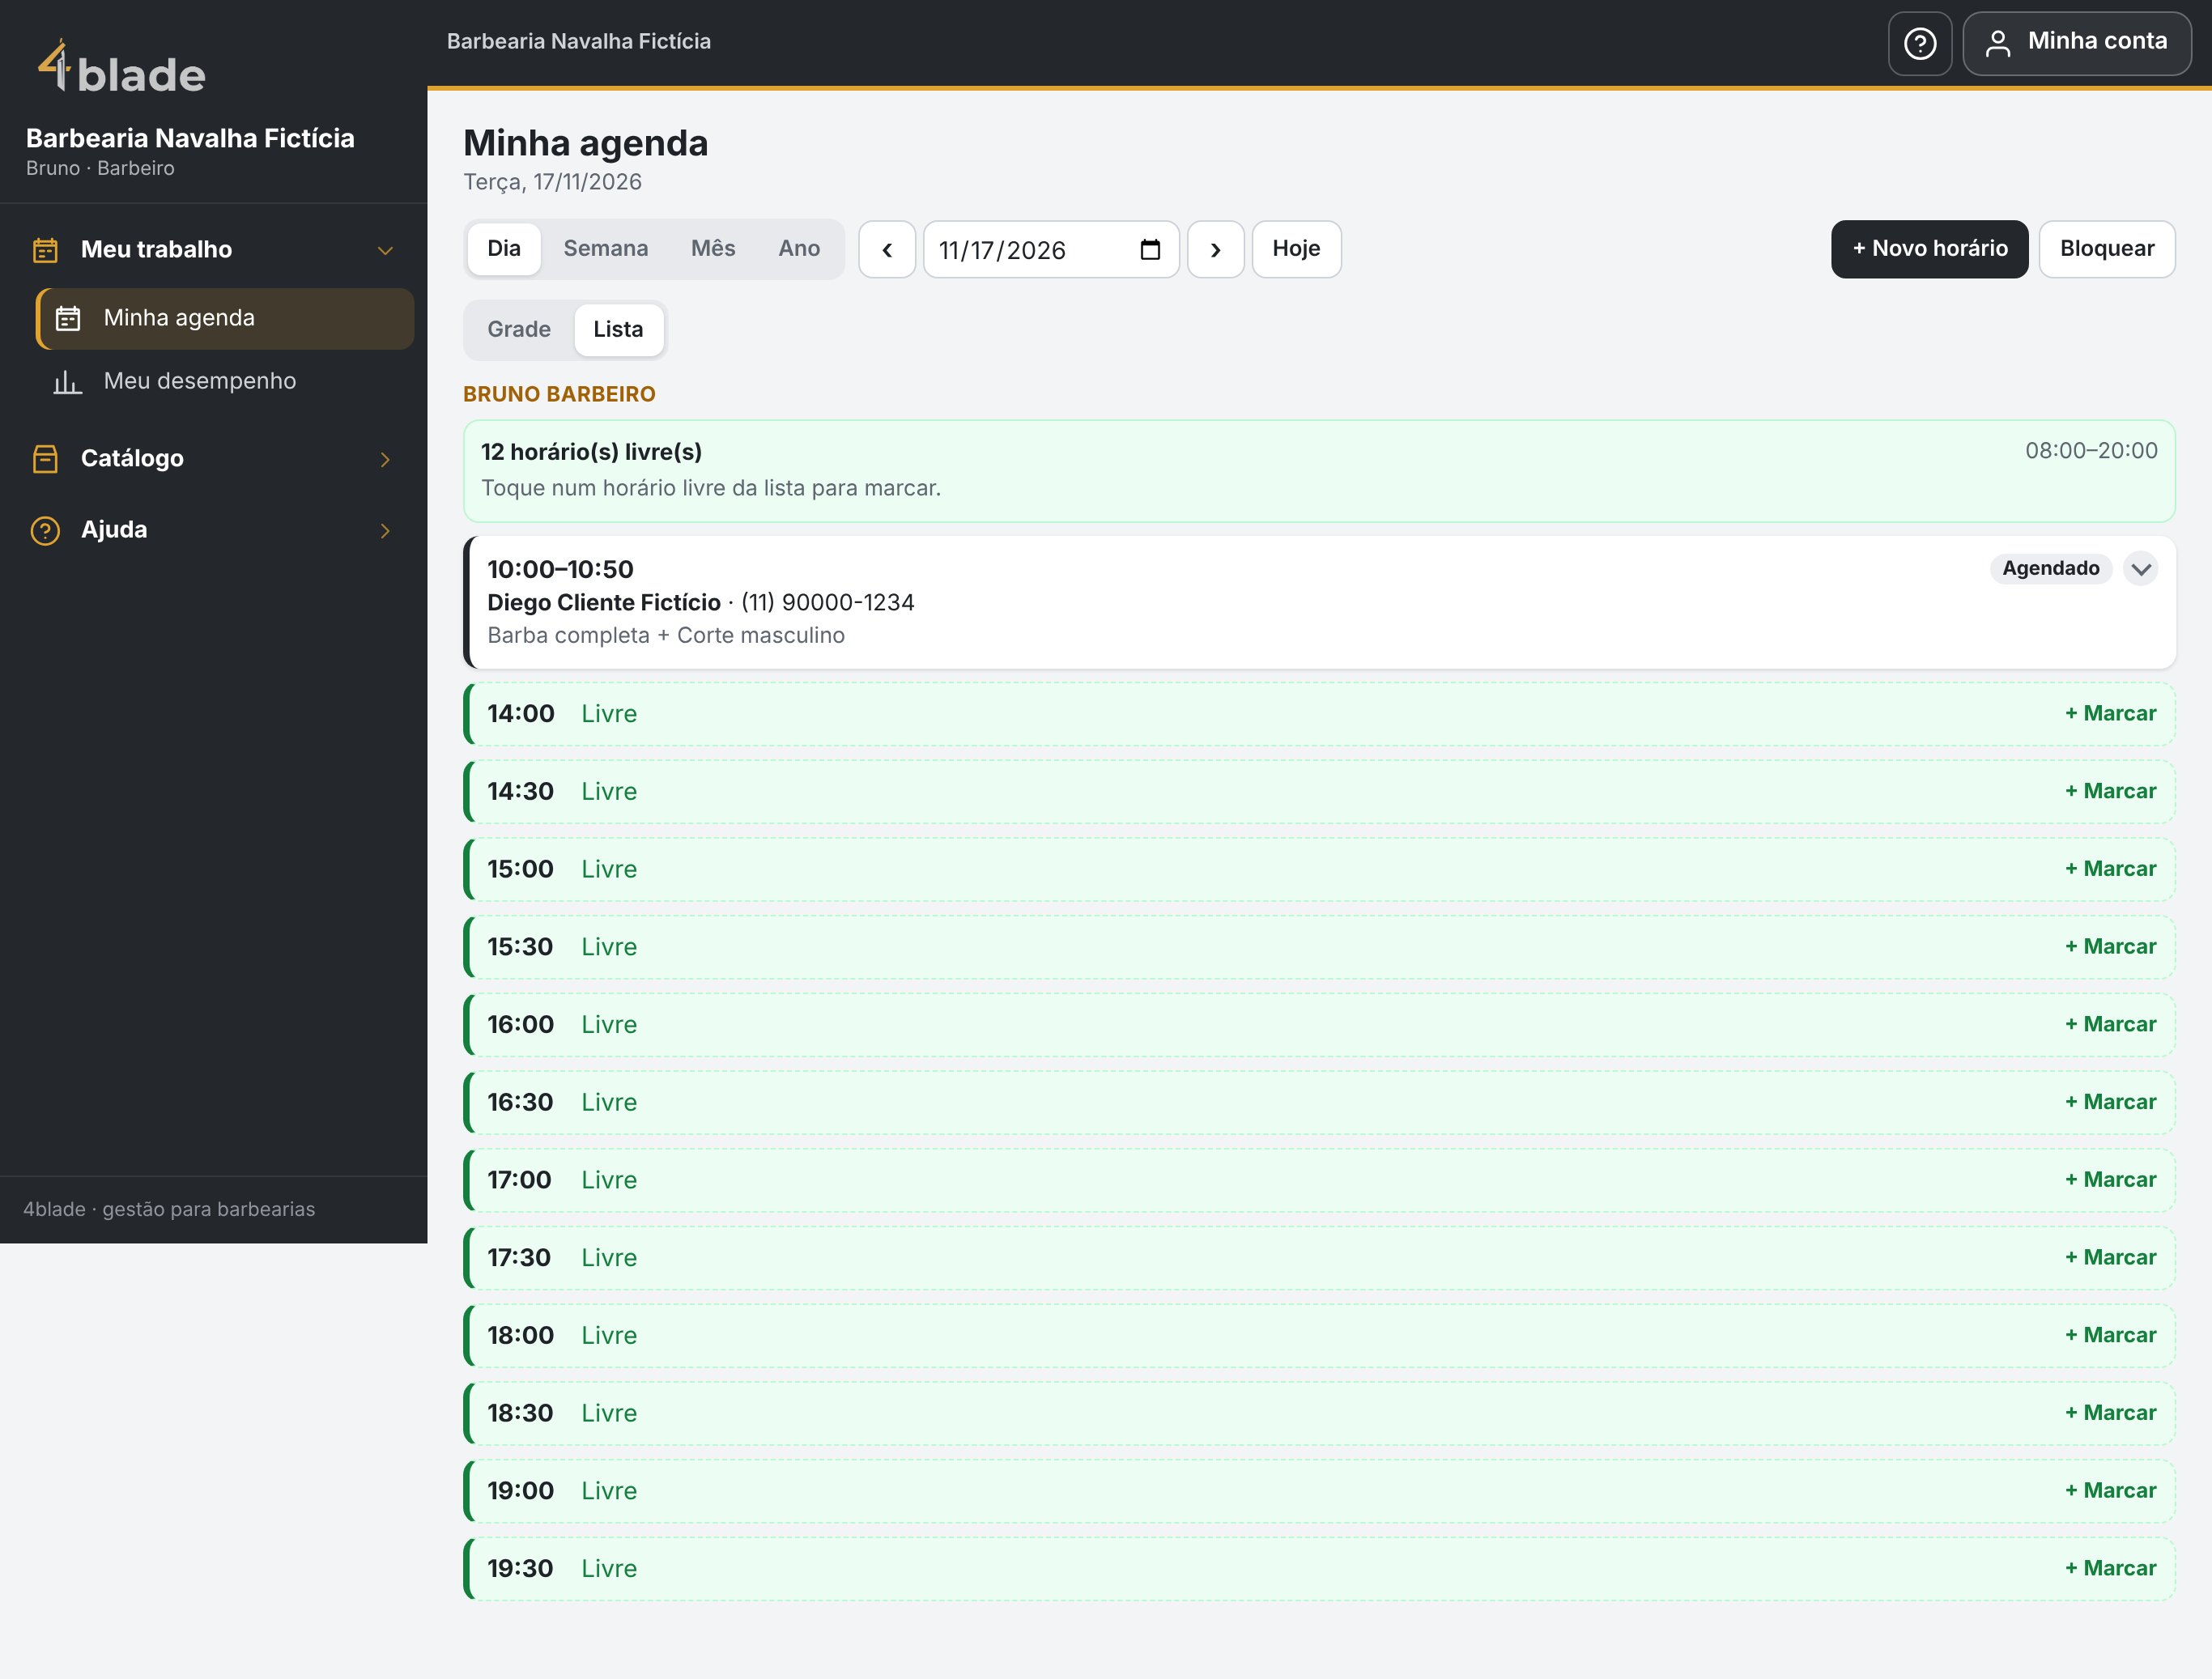 4blade
Barbearia Navalha Fictícia
Bruno · Barbeiro
Meu trabalho
Minha agenda
Meu desempenho
Catálogo
Ajuda
4blade · gestão para barbearias
Barbearia Navalha Fictícia
Minha conta
Minha agenda
Terça, 17/11/2026
Dia Semana Mês Ano ‹ 11/17/2026 › Hoje + Novo horário Bloquear
Grade Lista
BRUNO BARBEIRO
12 horário(s) livre(s) 08:00–20:00
Toque num horário livre da lista para marcar.
10:00–10:50 Agendado
Diego Cliente Fictício · (11) 90000-1234
Barba completa + Corte masculino
14:00 Livre + Marcar
14:30 Livre + Marcar
15:00 Livre + Marcar
15:30 Livre + Marcar
16:00 Livre + Marcar
16:30 Livre + Marcar
17:00 Livre + Marcar
17:30 Livre + Marcar
18:00 Livre + Marcar
18:30 Livre + Marcar
19:00 Livre + Marcar
19:30 Livre + Marcar